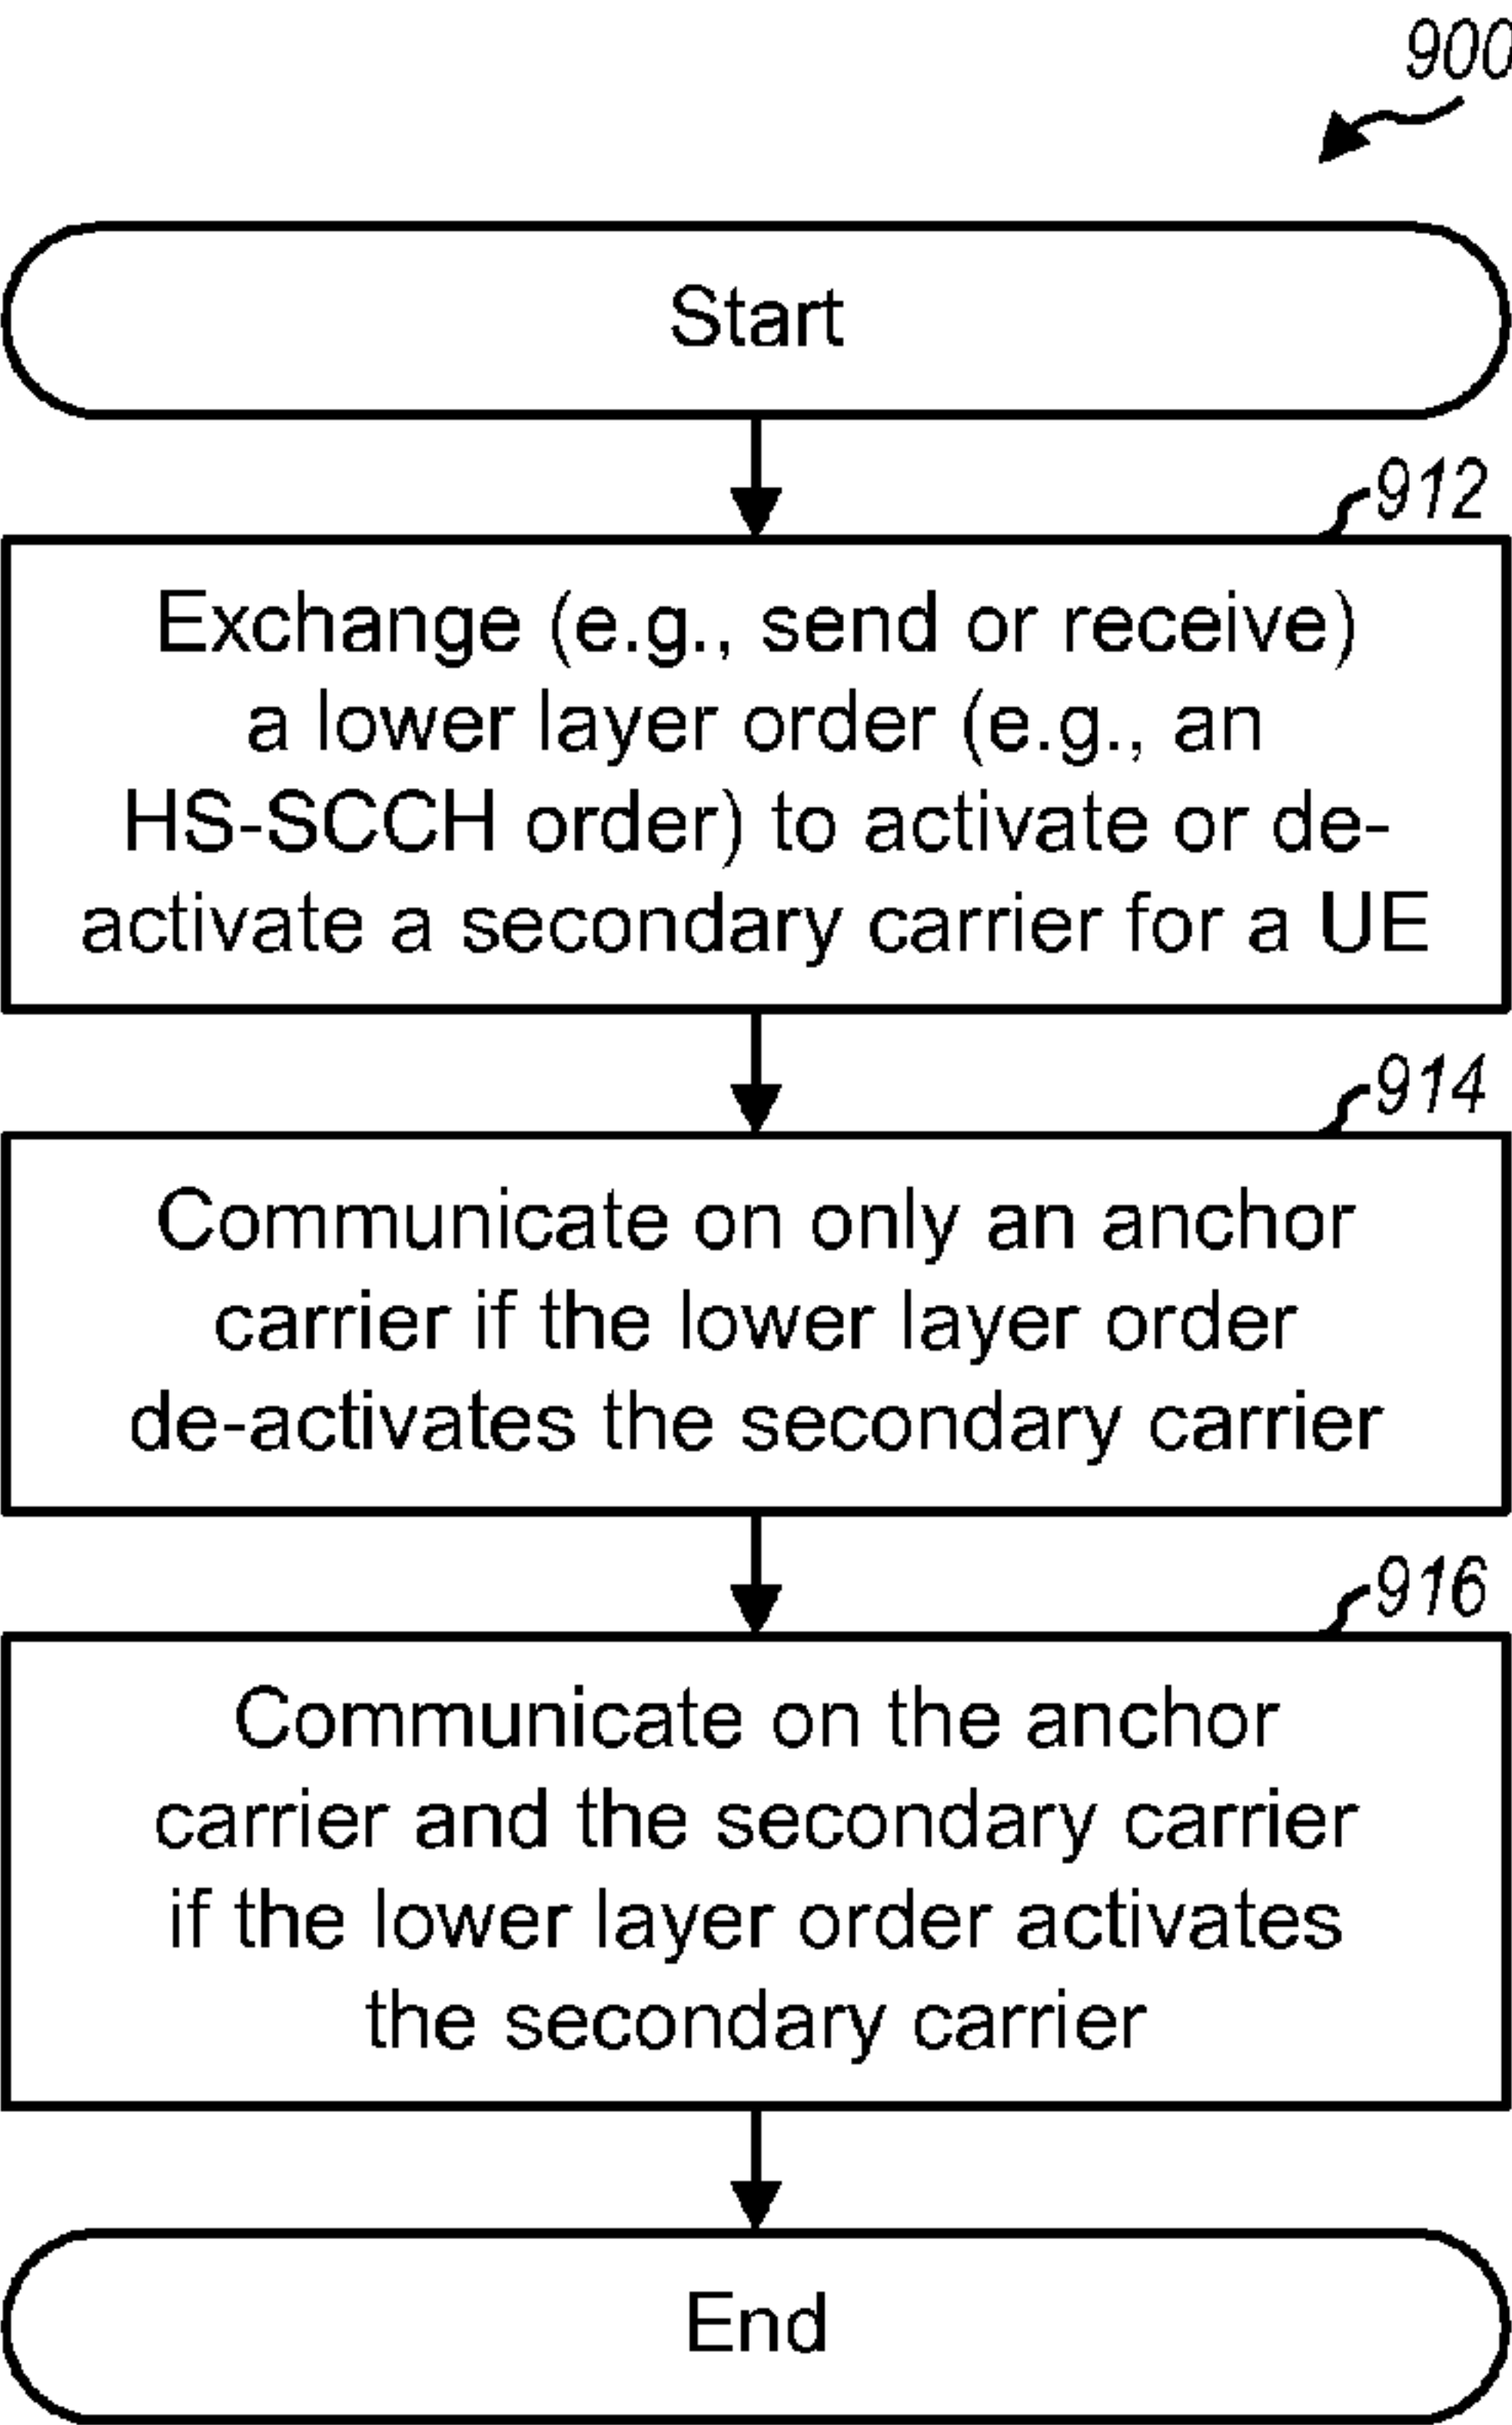 900
Start
912
Exchange (e.g., send or receive)
a lower layer order (e.g., an
HS-SCCH order) to activate or de-
activate a secondary carrier for a UE
914
Communicate on only an anchor
carrier if the lower layer order
de-activates the secondary carrier
916
Communicate on the anchor
carrier and the secondary carrier
if the lower layer order activates
the secondary carrier
End